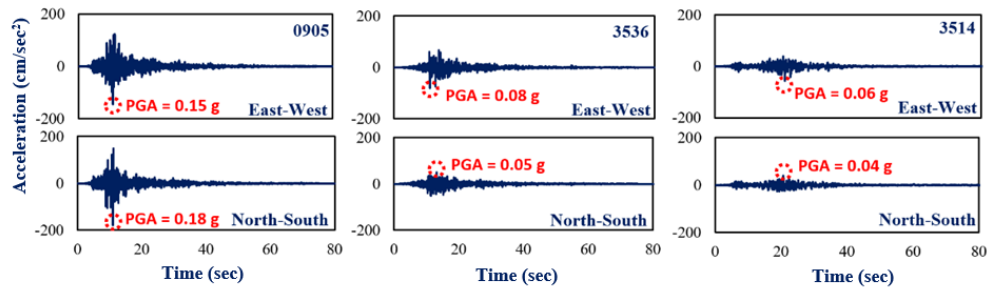 Acceleration (cm/sec²)
200
0
-200
0905
PGA = 0.15 g
East-West
200
0
-200
3536
PGA = 0.08 g
East-West
200
0
-200
3514
PGA = 0.06 g
East-West
200
0
-200
PGA = 0.18 g
North-South
0 20 40 60 80
Time (sec)
200
0
-200
PGA = 0.05 g
North-South
0 20 40 60 80
Time (sec)
200
0
-200
PGA = 0.04 g
North-South
0 20 40 60 80
Time (sec)